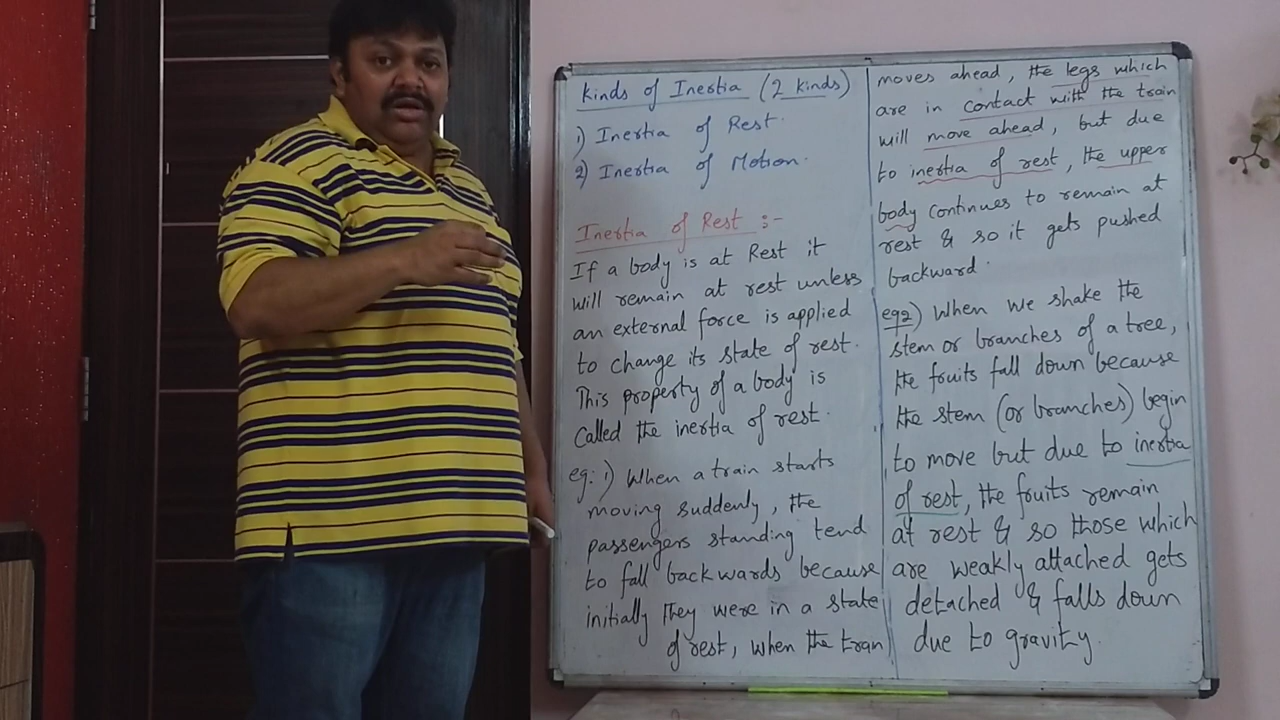 Kinds of Inertia (2 kinds)
1) Inertia of Rest.
2) Inertia of Motion.
Inertia of Rest :-
If a body is at Rest it
will remain at rest unless
an external force is applied
to change its state of rest.
This property of a body is
Called the inertia of rest.
eg: 1) When a train starts
moving suddenly, the
passengers standing tend
to fall backwards because
initially They were in a state
of rest, when the train
moves ahead, the legs which
are in contact with the train
will move ahead, but due
to inertia of rest, the upper
body continues to remain at
rest & so it gets pushed
backward.
eg2) When we shake the
stem or branches of a tree,
the fruits fall down because
the stem (or branches) begin
to move but due to inertia
of rest, the fruits remain
at rest & so those which
are weakly attached gets
detached & falls down
due to gravity.